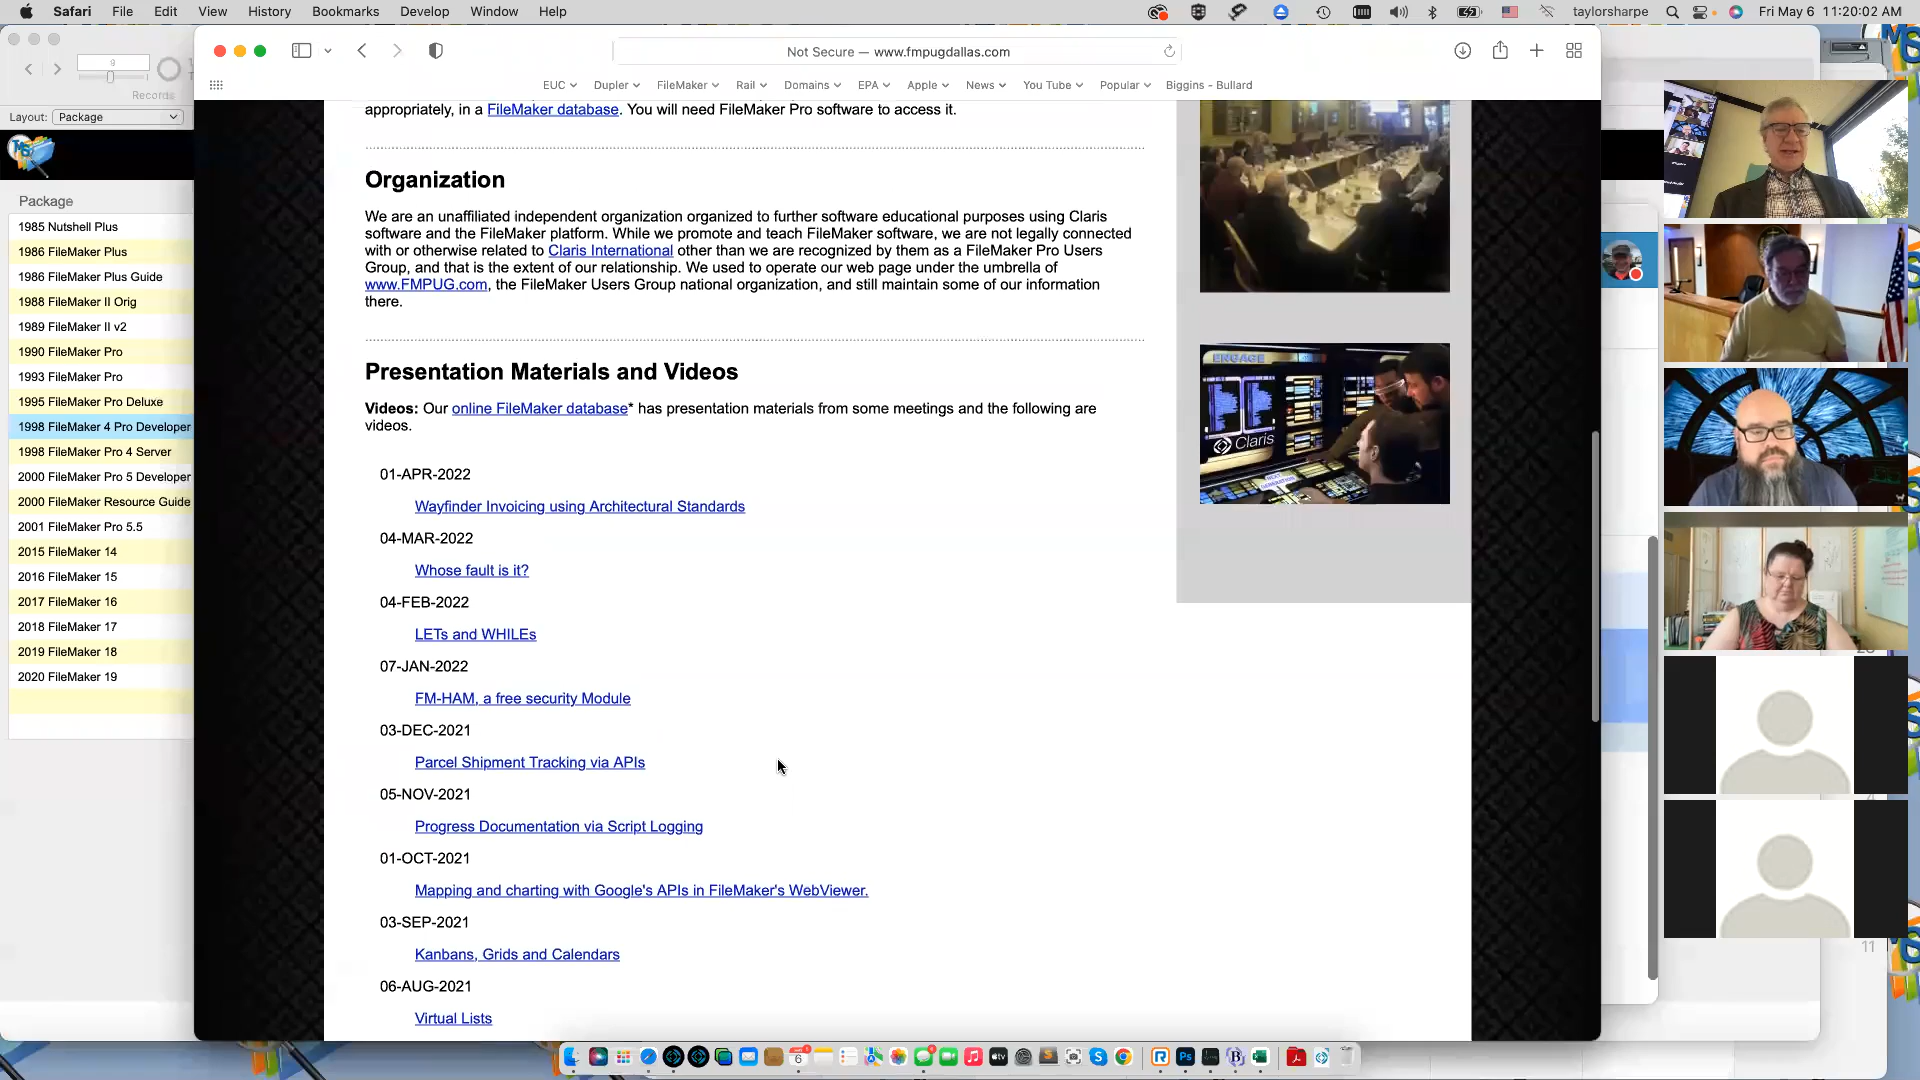 Safari File Edit View History Bookmarks Develop Window Help
taylorsharpe Fri May 6 11:20:02 AM
Not Secure — www.fmpugdallas.com
EUC Dupler FileMaker Rail Domains EPA Apple News You Tube Popular Biggins - Bullard
9
Records
Layout: Package
Package
1985 Nutshell Plus
1986 FileMaker Plus
1986 FileMaker Plus Guide
1988 FileMaker II Orig
1989 FileMaker II v2
1990 FileMaker Pro
1993 FileMaker Pro
1995 FileMaker Pro Deluxe
1998 FileMaker 4 Pro Developer
1998 FileMaker Pro 4 Server
2000 FileMaker Pro 5 Developer
2000 FileMaker Resource Guide
2001 FileMaker Pro 5.5
2015 FileMaker 14
2016 FileMaker 15
2017 FileMaker 16
2018 FileMaker 17
2019 FileMaker 18
2020 FileMaker 19
appropriately, in a FileMaker database. You will need FileMaker Pro software to access it.
Organization
We are an unaffiliated independent organization organized to further software educational purposes using Claris
software and the FileMaker platform. While we promote and teach FileMaker software, we are not legally connected
with or otherwise related to Claris International other than we are recognized by them as a FileMaker Pro Users
Group, and that is the extent of our relationship. We used to operate our web page under the umbrella of
www.FMPUG.com, the FileMaker Users Group national organization, and still maintain some of our information
there.
Presentation Materials and Videos
Videos: Our online FileMaker database* has presentation materials from some meetings and the following are
videos.
01-APR-2022
Wayfinder Invoicing using Architectural Standards
04-MAR-2022
Whose fault is it?
04-FEB-2022
LETs and WHILEs
07-JAN-2022
FM-HAM, a free security Module
03-DEC-2021
Parcel Shipment Tracking via APIs
05-NOV-2021
Progress Documentation via Script Logging
01-OCT-2021
Mapping and charting with Google's APIs in FileMaker's WebViewer.
03-SEP-2021
Kanbans, Grids and Calendars
06-AUG-2021
Virtual Lists
ENGAGE
Claris
NEXT
GENERATION
11